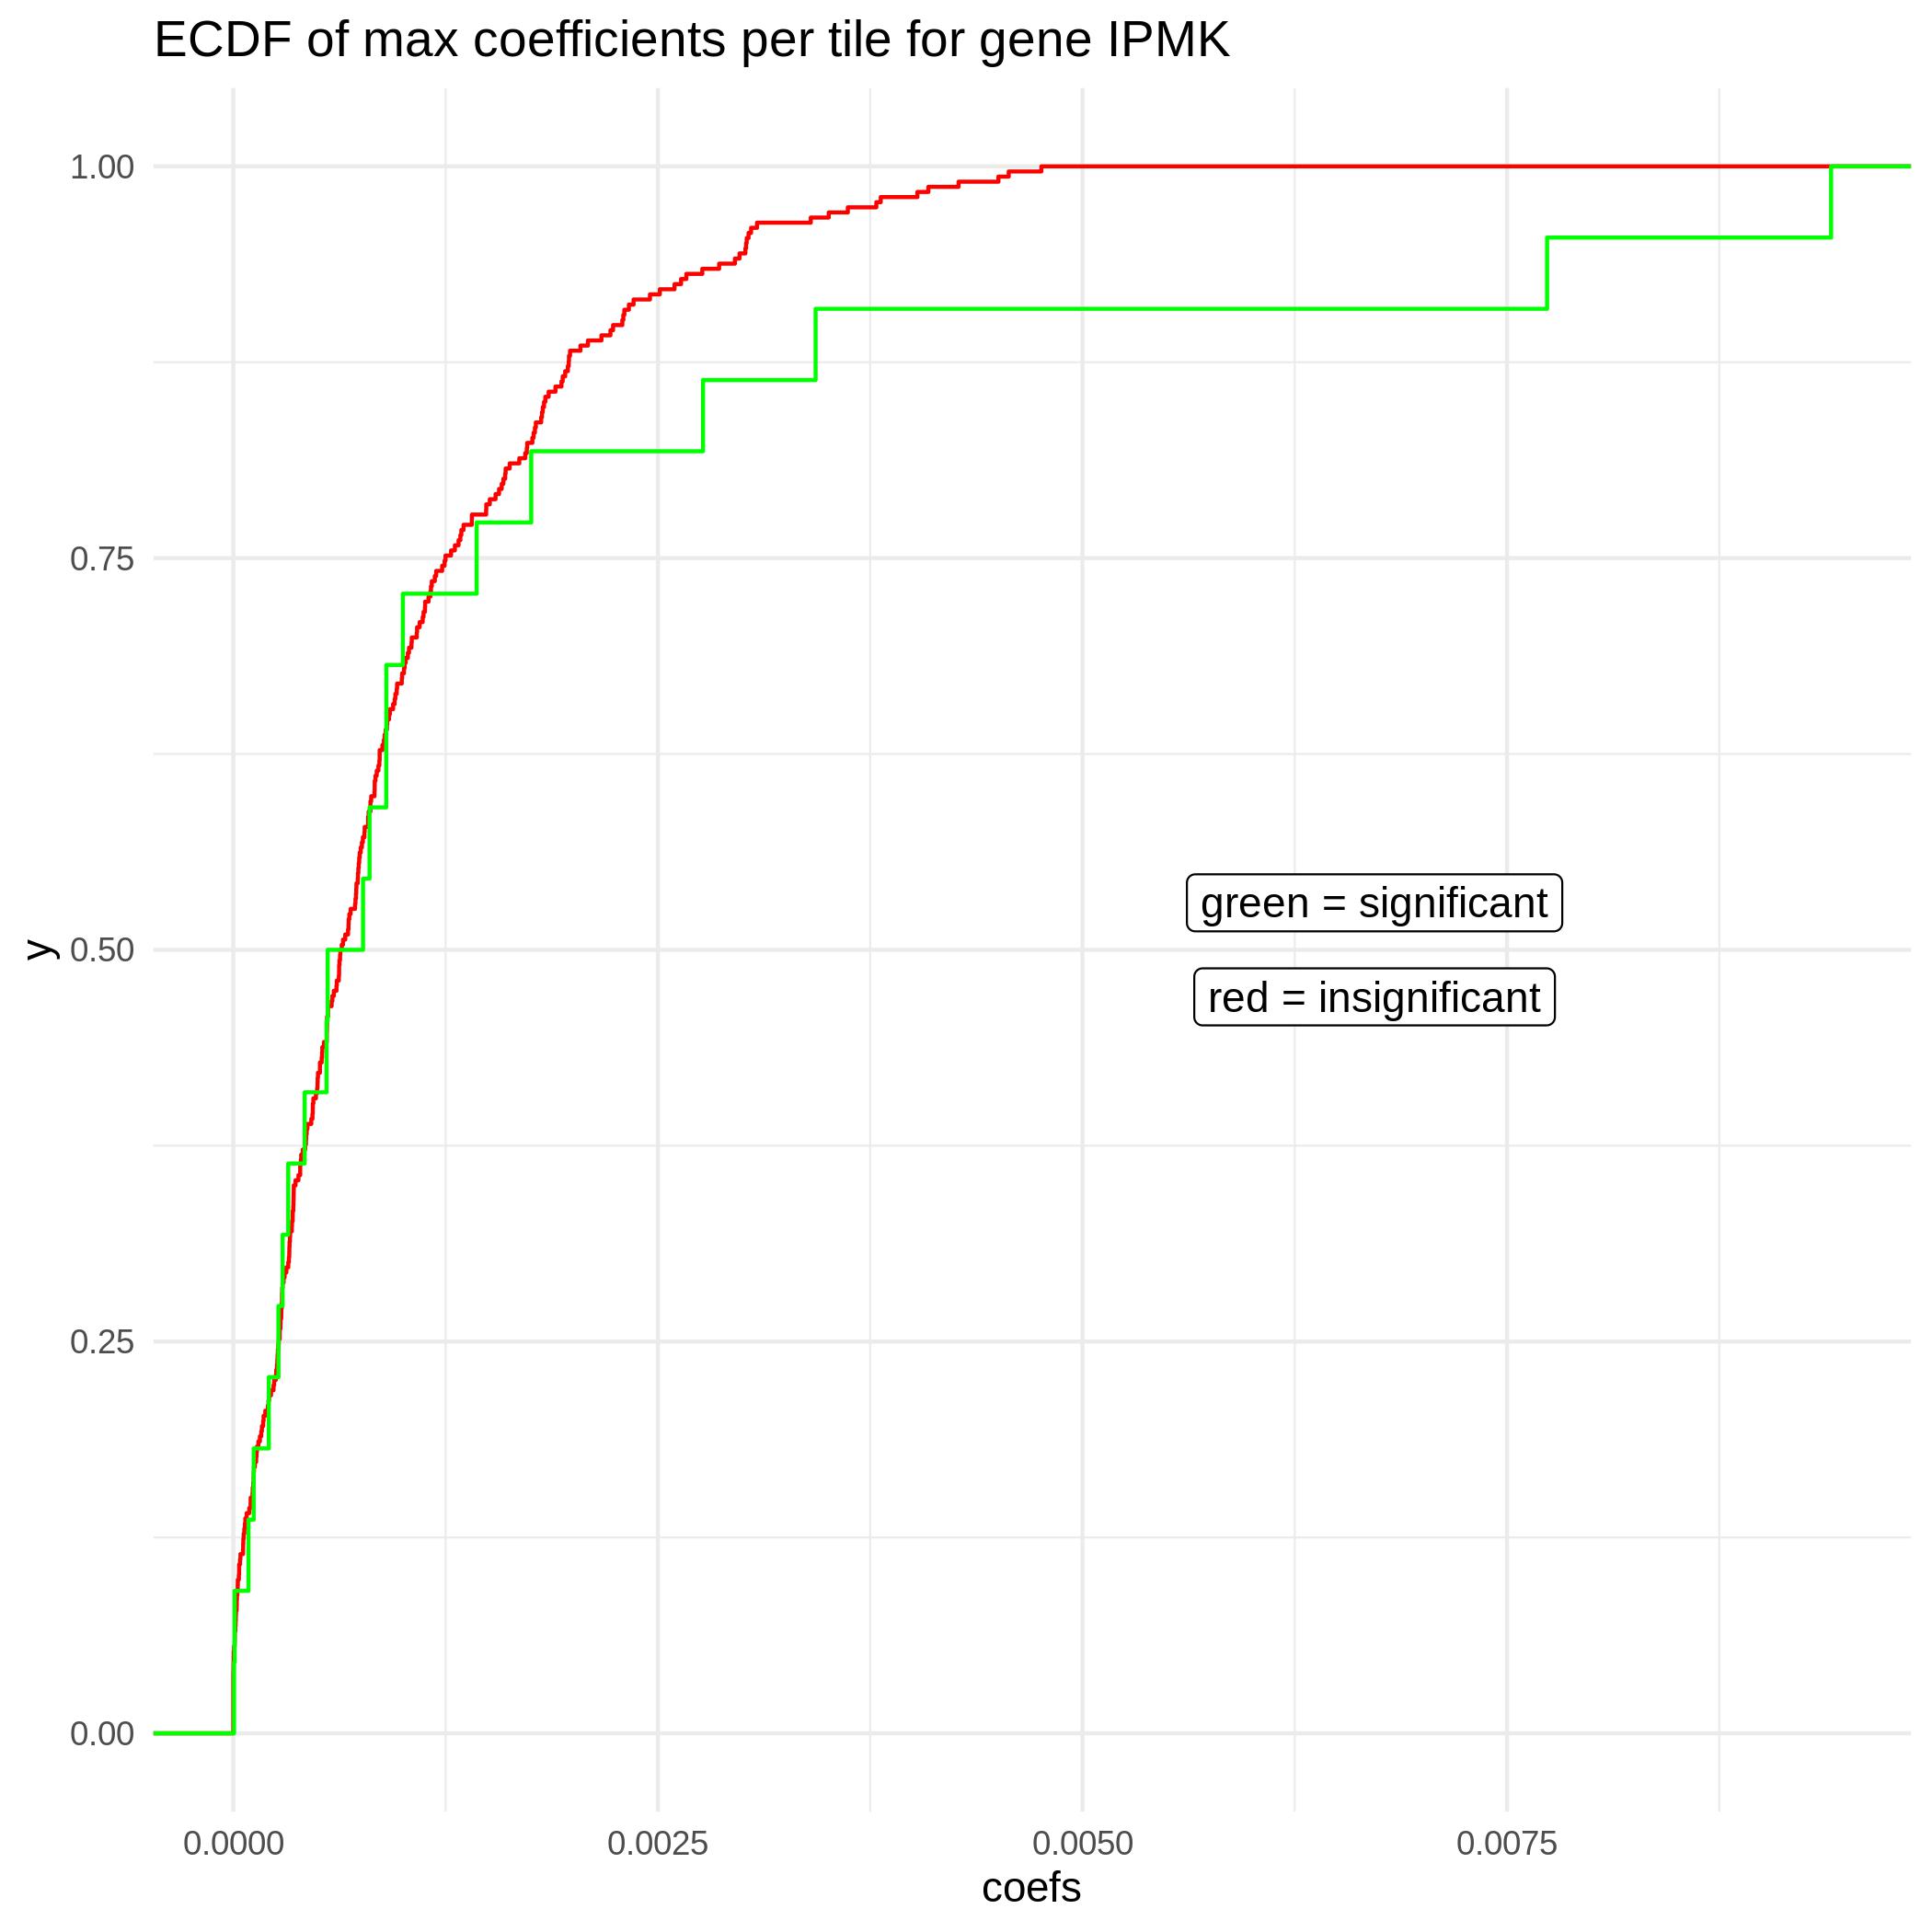 ECDF of max coefficients per tile for gene IPMK
1.00
0.75
y
0.50
0.25
0.00
green = significant
red = insignificant
0.0000
0.0025
0.0050
0.0075
coefs